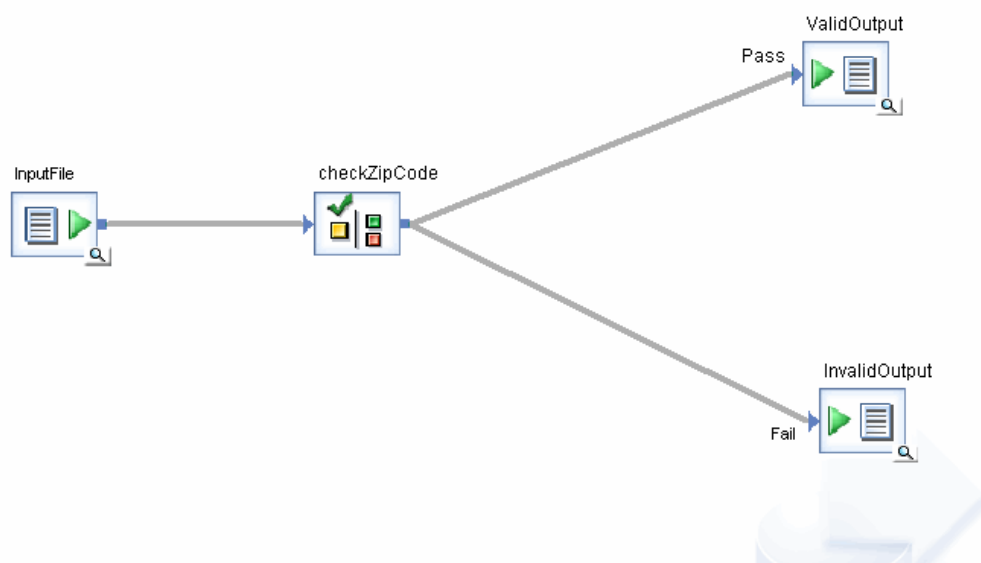 ValidOutput
Pass
InputFile
checkZipCode
InvalidOutput
Fail